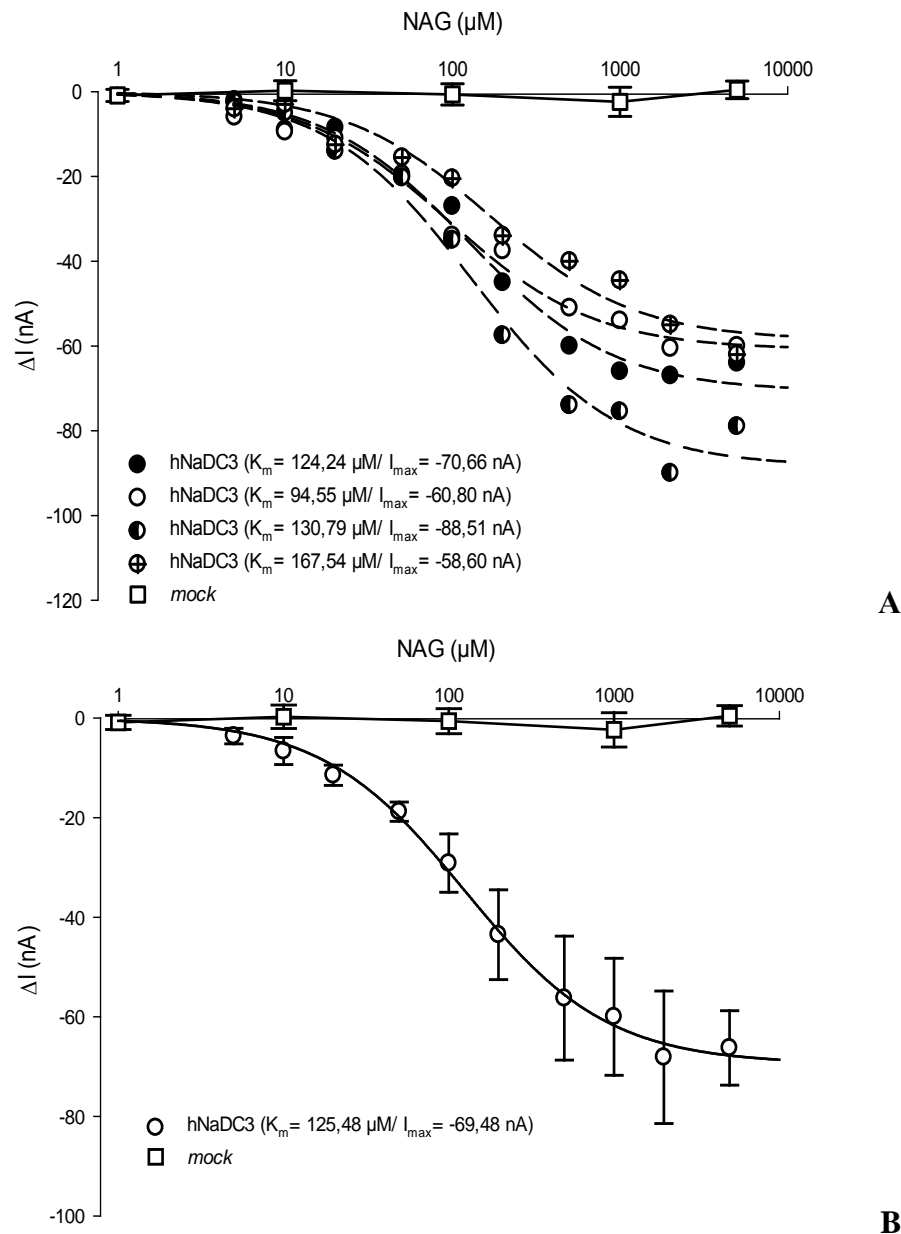 NAG (µM)
1 10 100 1000 10000
0
-20
-40
-60
-80
-100
-120
ΔI (nA)
hNaDC3 (Km= 124,24 µM/ Imax= -70,66 nA)
hNaDC3 (Km= 94,55 µM/ Imax= -60,80 nA)
hNaDC3 (Km= 130,79 µM/ Imax= -88,51 nA)
hNaDC3 (Km= 167,54 µM/ Imax= -58,60 nA)
mock
A
NAG (µM)
1 10 100 1000 10000
0
-20
-40
-60
-80
-100
ΔI (nA)
hNaDC3 (Km= 125,48 µM/ Imax= -69,48 nA)
mock
B